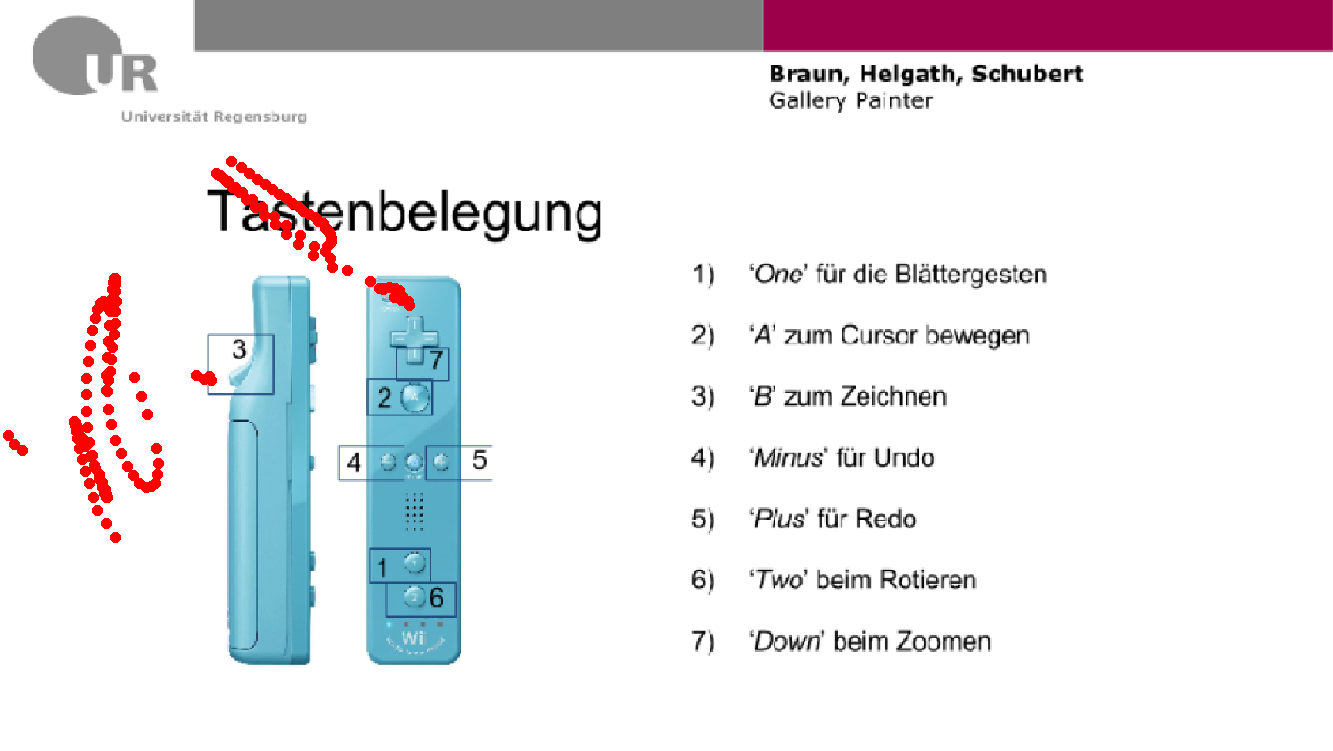 UR
Universität Regensburg
Braun, Helgath, Schubert
Gallery Painter
Tastenbelegung
1) ‘One’ für die Blättergesten
2) ‘A’ zum Cursor bewegen
3) ‘B’ zum Zeichnen
4) ‘Minus’ für Undo
5) ‘Plus’ für Redo
6) ‘Two’ beim Rotieren
7) ‘Down’ beim Zoomen
3
7
2
4
5
1
6
Wii